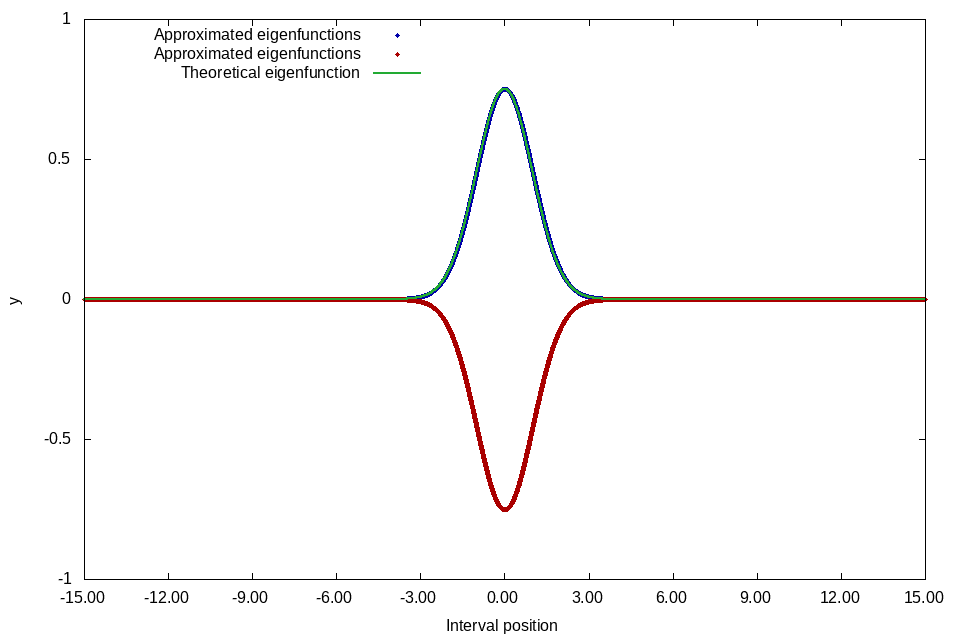 1
Approximated eigenfunctions
Approximated eigenfunctions
Theoretical eigenfunction
0.5
0
y
-0.5
-1
-15.00 -12.00 -9.00 -6.00 -3.00 0.00 3.00 6.00 9.00 12.00 15.00
Interval position